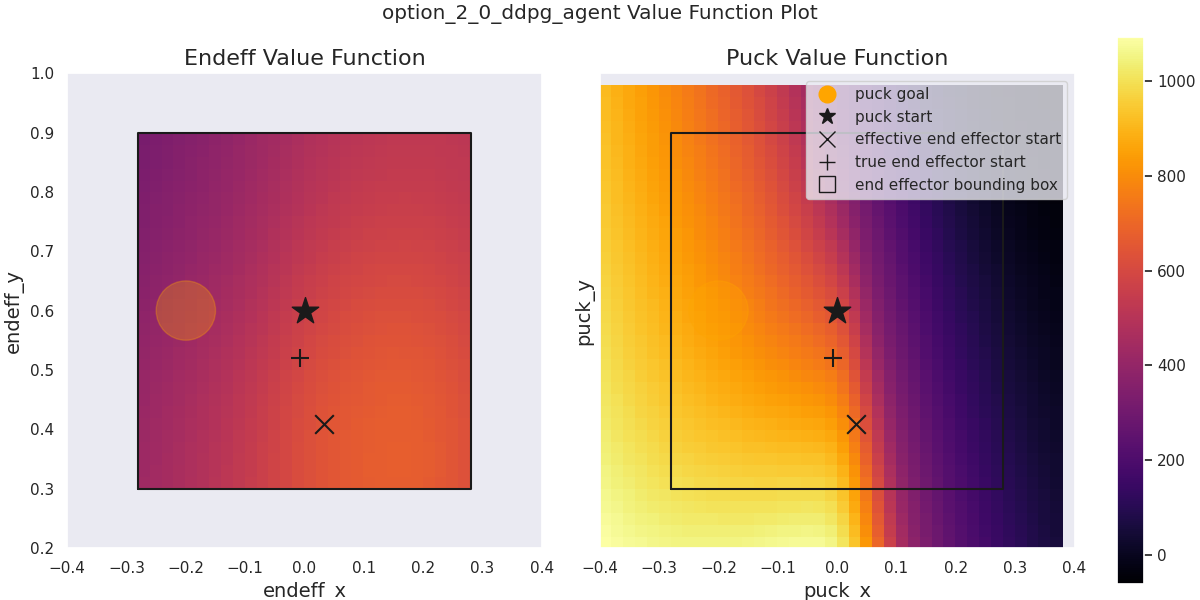 option_2_0_ddpg_agent Value Function Plot
Endeff Value Function
1.0
0.9
0.8
0.7
0.6
0.5
0.4
0.3
0.2
endeff_y
−0.4 −0.3 −0.2 −0.1 0.0 0.1 0.2 0.3 0.4
endeff_x
Puck Value Function
puck goal
puck start
effective end effector start
true end effector start
end effector bounding box
puck_y
−0.4 −0.3 −0.2 −0.1 0.0 0.1 0.2 0.3 0.4
puck_x
1000
800
600
400
200
0